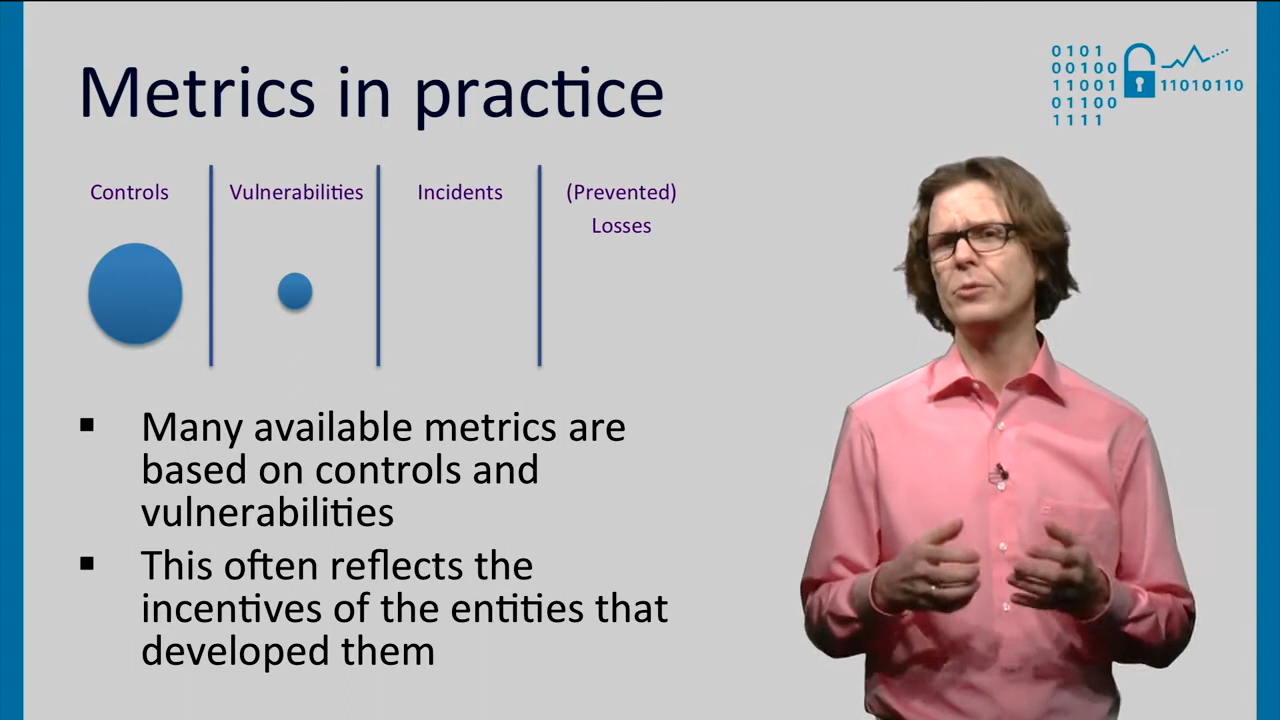 Metrics in practice
0101
00100
11001
01100
1111
11010110
Controls
Vulnerabilities
Incidents
(Prevented)
Losses
▪ Many available metrics are
based on controls and
vulnerabilities
▪ This often reflects the
incentives of the entities that
developed them